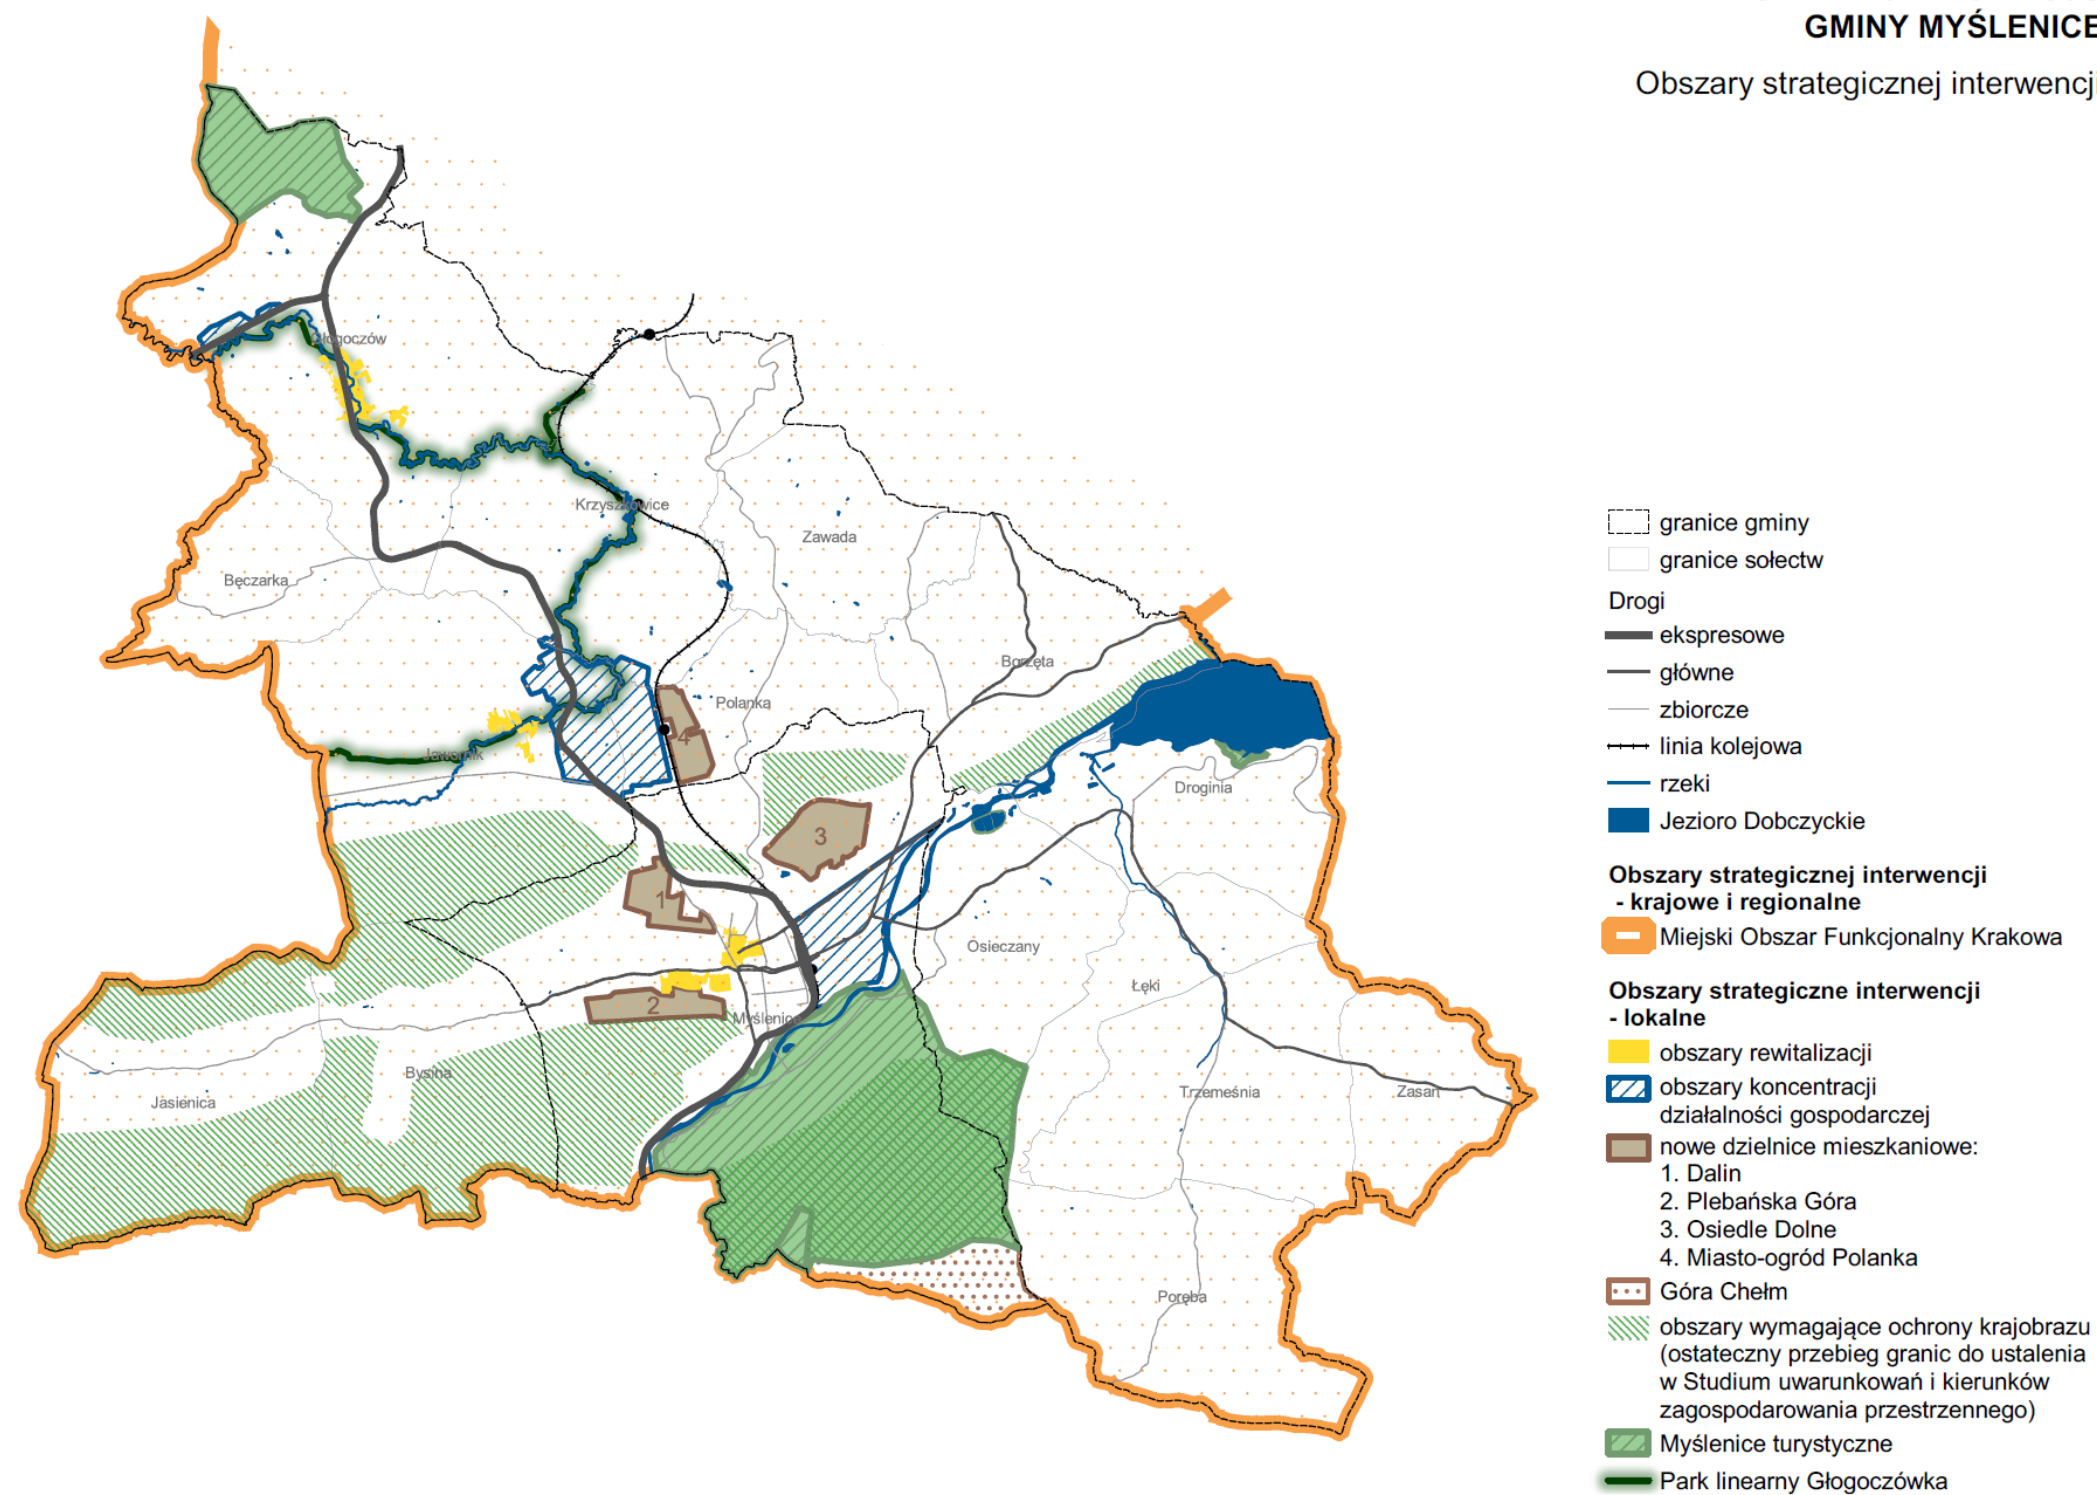 GMINY MYŚLENICE
Obszary strategicznej interwencji
Głogoczów
Krzyszkowice
Zawada
Bęczarka
Borzęta
Polanka
Jawornik
4
Droginia
3
1
Osieczany
Łęki
2
Myślenice
Bysina
Jasienica
Trzemeśnia
Zasań
Poręba
granice gminy
granice sołectw
Drogi
ekspresowe
główne
zbiorcze
linia kolejowa
rzeki
Jezioro Dobczyckie
Obszary strategicznej interwencji
- krajowe i regionalne
Miejski Obszar Funkcjonalny Krakowa
Obszary strategiczne interwencji
- lokalne
obszary rewitalizacji
obszary koncentracji
działalności gospodarczej
nowe dzielnice mieszkaniowe:
1. Dalin
2. Plebańska Góra
3. Osiedle Dolne
4. Miasto-ogród Polanka
Góra Chełm
obszary wymagające ochrony krajobrazu
(ostateczny przebieg granic do ustalenia
w Studium uwarunkowań i kierunków
zagospodarowania przestrzennego)
Myślenice turystyczne
Park linearny Głogoczówka